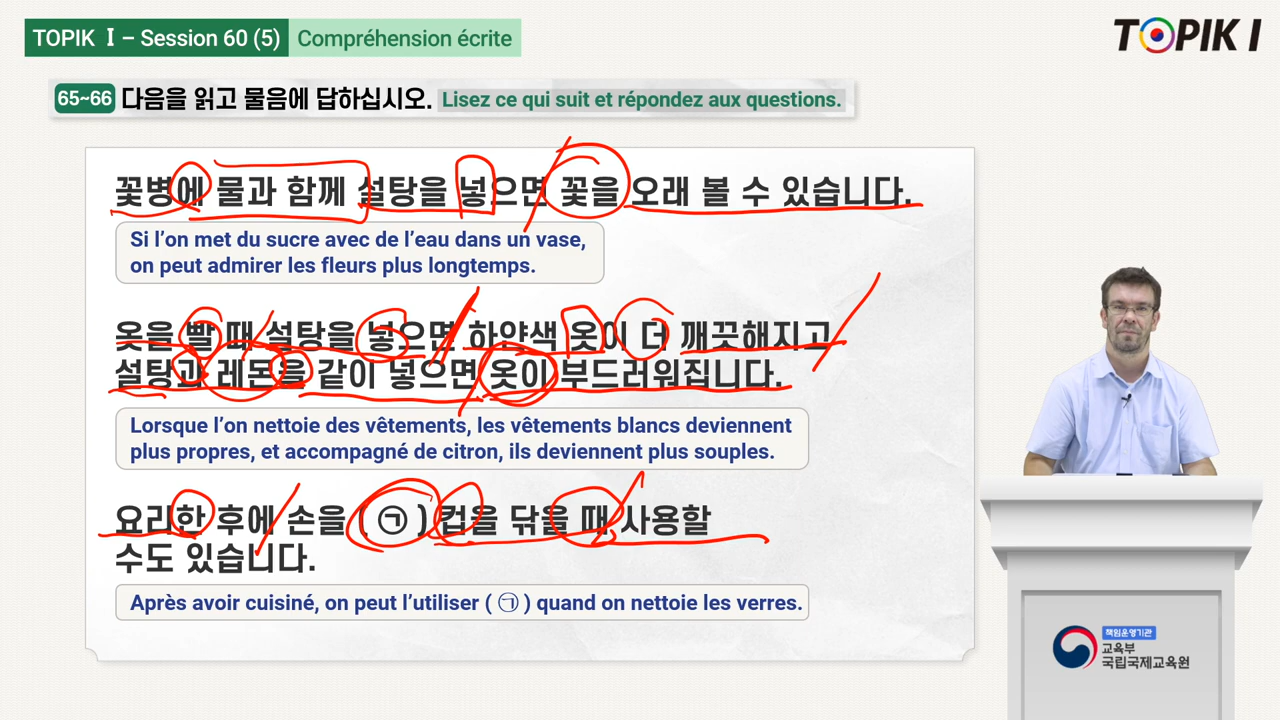 TOPIK Ⅰ – Session 60 (5) Compréhension écrite
TOPIK I
65~66 다음을 읽고 물음에 답하십시오. Lisez ce qui suit et répondez aux questions.
꽃병에 물과 함께 설탕을 넣으면 꽃을 오래 볼 수 있습니다.
Si l’on met du sucre avec de l’eau dans un vase,
on peut admirer les fleurs plus longtemps.
옷을 빨 때 설탕을 넣으면 하얀색 옷이 더 깨끗해지고
설탕과 레몬을 같이 넣으면 옷이 부드러워집니다.
Lorsque l’on nettoie des vêtements, les vêtements blancs deviennent
plus propres, et accompagné de citron, ils deviennent plus souples.
요리한 후에 손을 ( ㉠ ) 컵을 닦을 때 사용할
수도 있습니다.
Après avoir cuisiné, on peut l’utiliser ( ㉠ ) quand on nettoie les verres.
책임운영기관
교육부
국립국제교육원